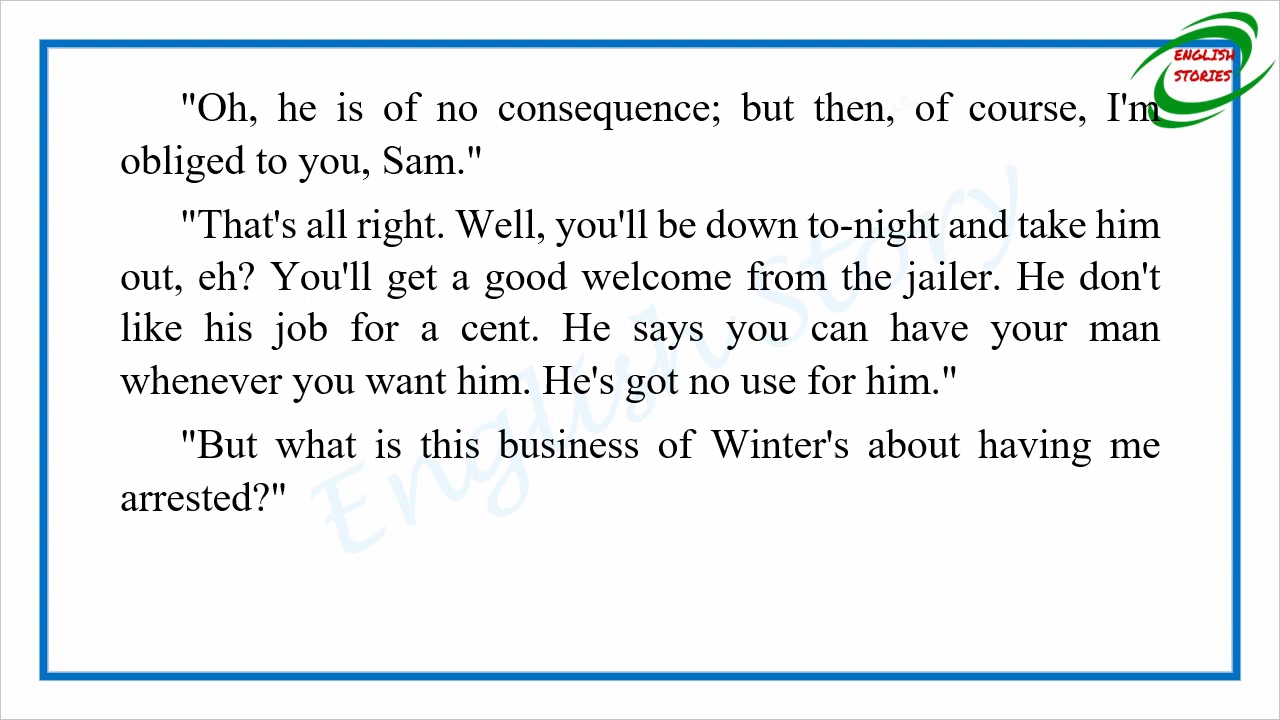 ENGLISH
STORIES
"Oh, he is of no consequence; but then, of course, I'm
obliged to you, Sam."
"That's all right. Well, you'll be down to-night and take him
out, eh? You'll get a good welcome from the jailer. He don't
like his job for a cent. He says you can have your man
whenever you want him. He's got no use for him."
"But what is this business of Winter's about having me
arrested?"
English Story